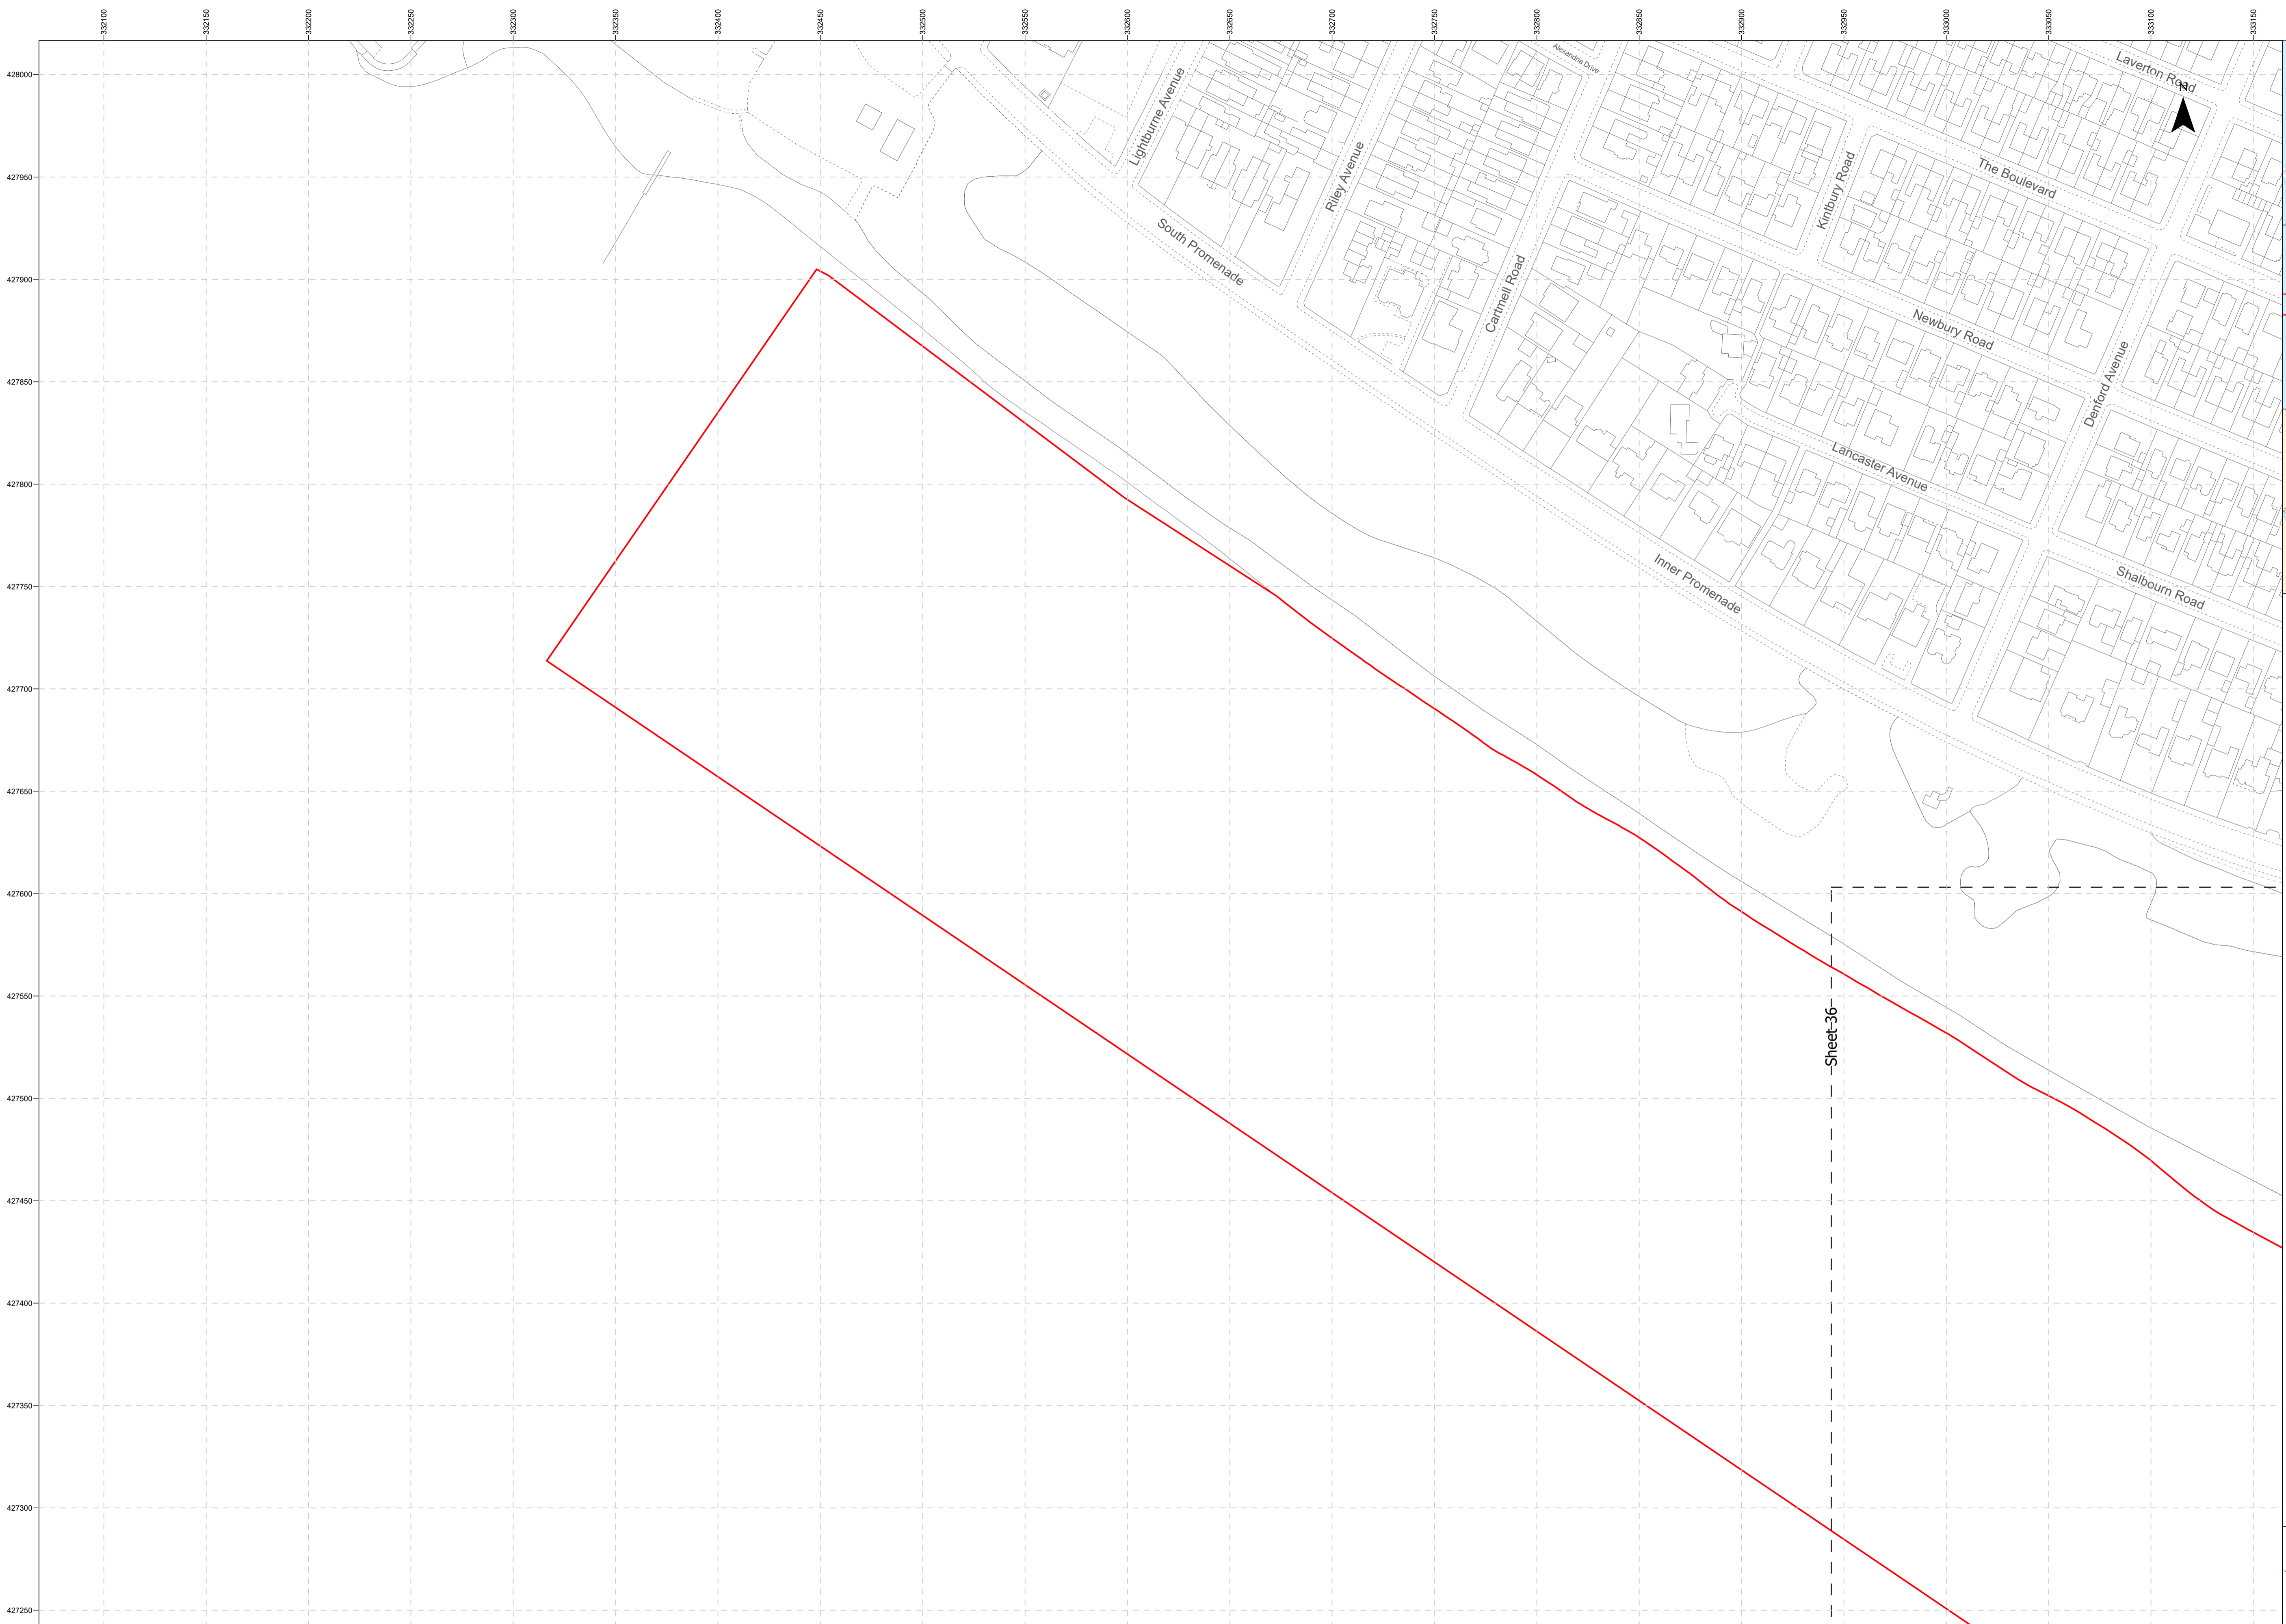 332100
332150
332200
332250
332300
332350
332400
332450
332500
332550
332600
332650
332700
332750
332800
332850
332900
332950
333000
333050
333100
333150
428000
427950
427900
427850
427800
427750
427700
427650
427600
427550
427500
427450
427400
427350
427300
427250
Alexandria Drive
Laverton Road
N
Lightburne Avenue
Riley Avenue
Kintbury Road
The Boulevard
South Promenade
Cartmell Road
Newbury Road
Denford Avenue
Lancaster Avenue
Inner Promenade
Shalbourn Road
Sheet 36